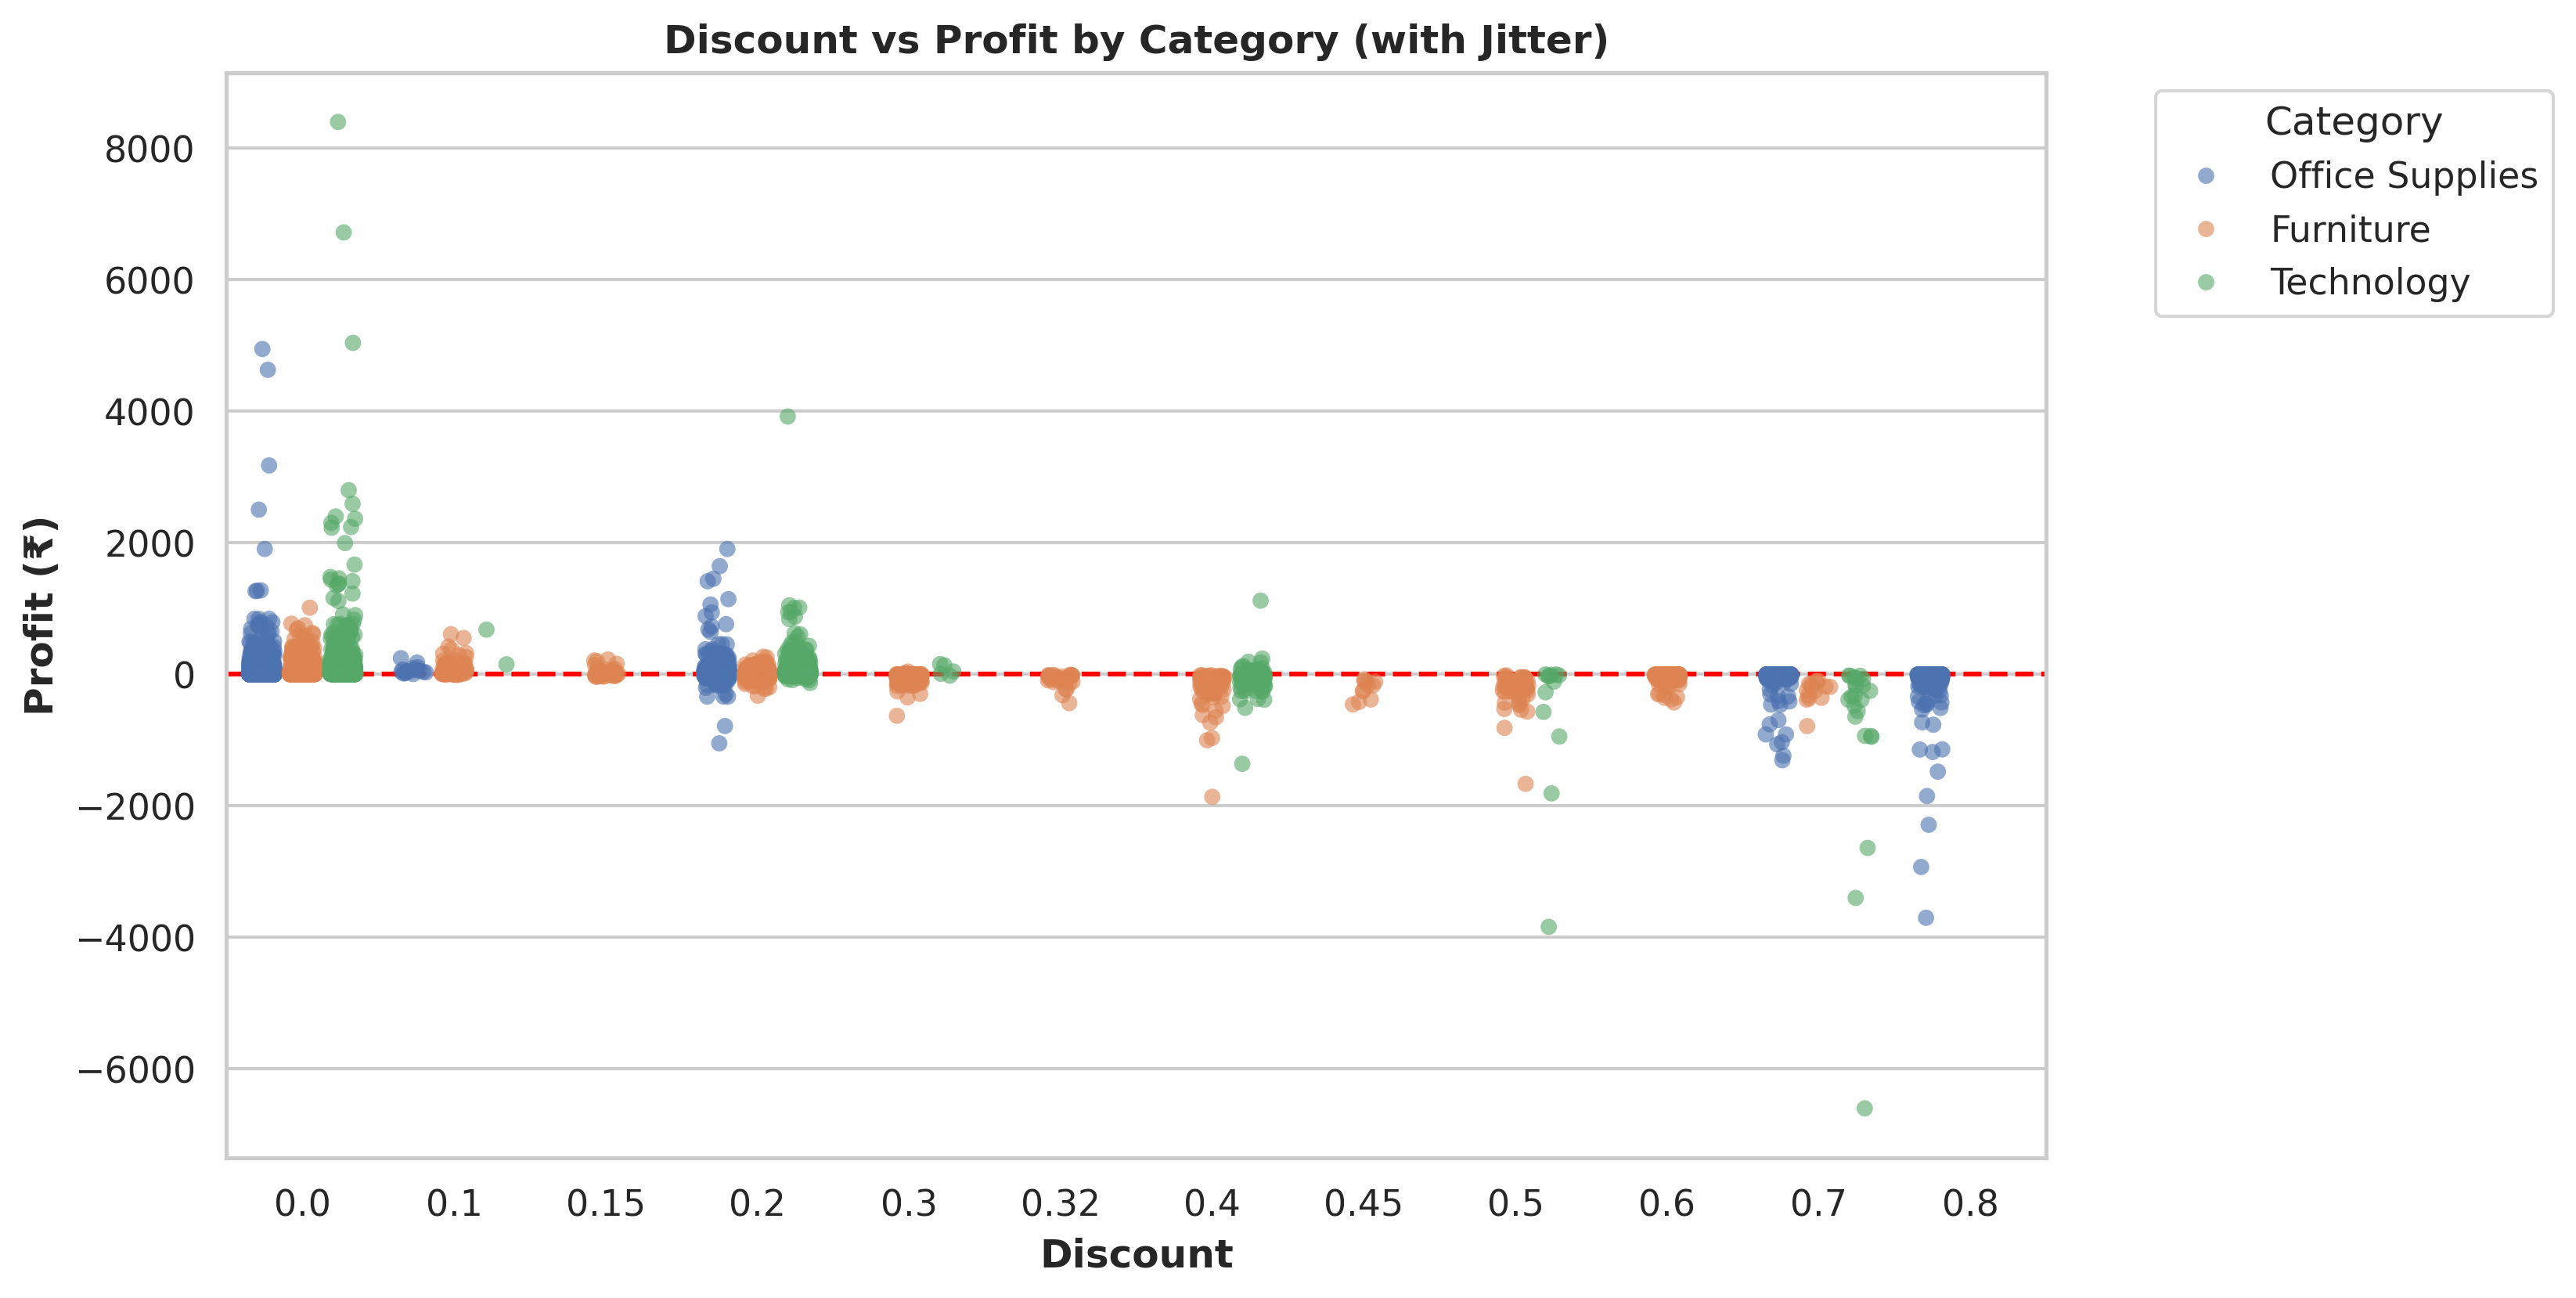 Discount vs Profit by Category (with Jitter)
Category
Office Supplies
Furniture
Technology
Profit (₹)
8000
6000
4000
2000
0
−2000
−4000
−6000
0.0 0.1 0.15 0.2 0.3 0.32 0.4 0.45 0.5 0.6 0.7 0.8
Discount